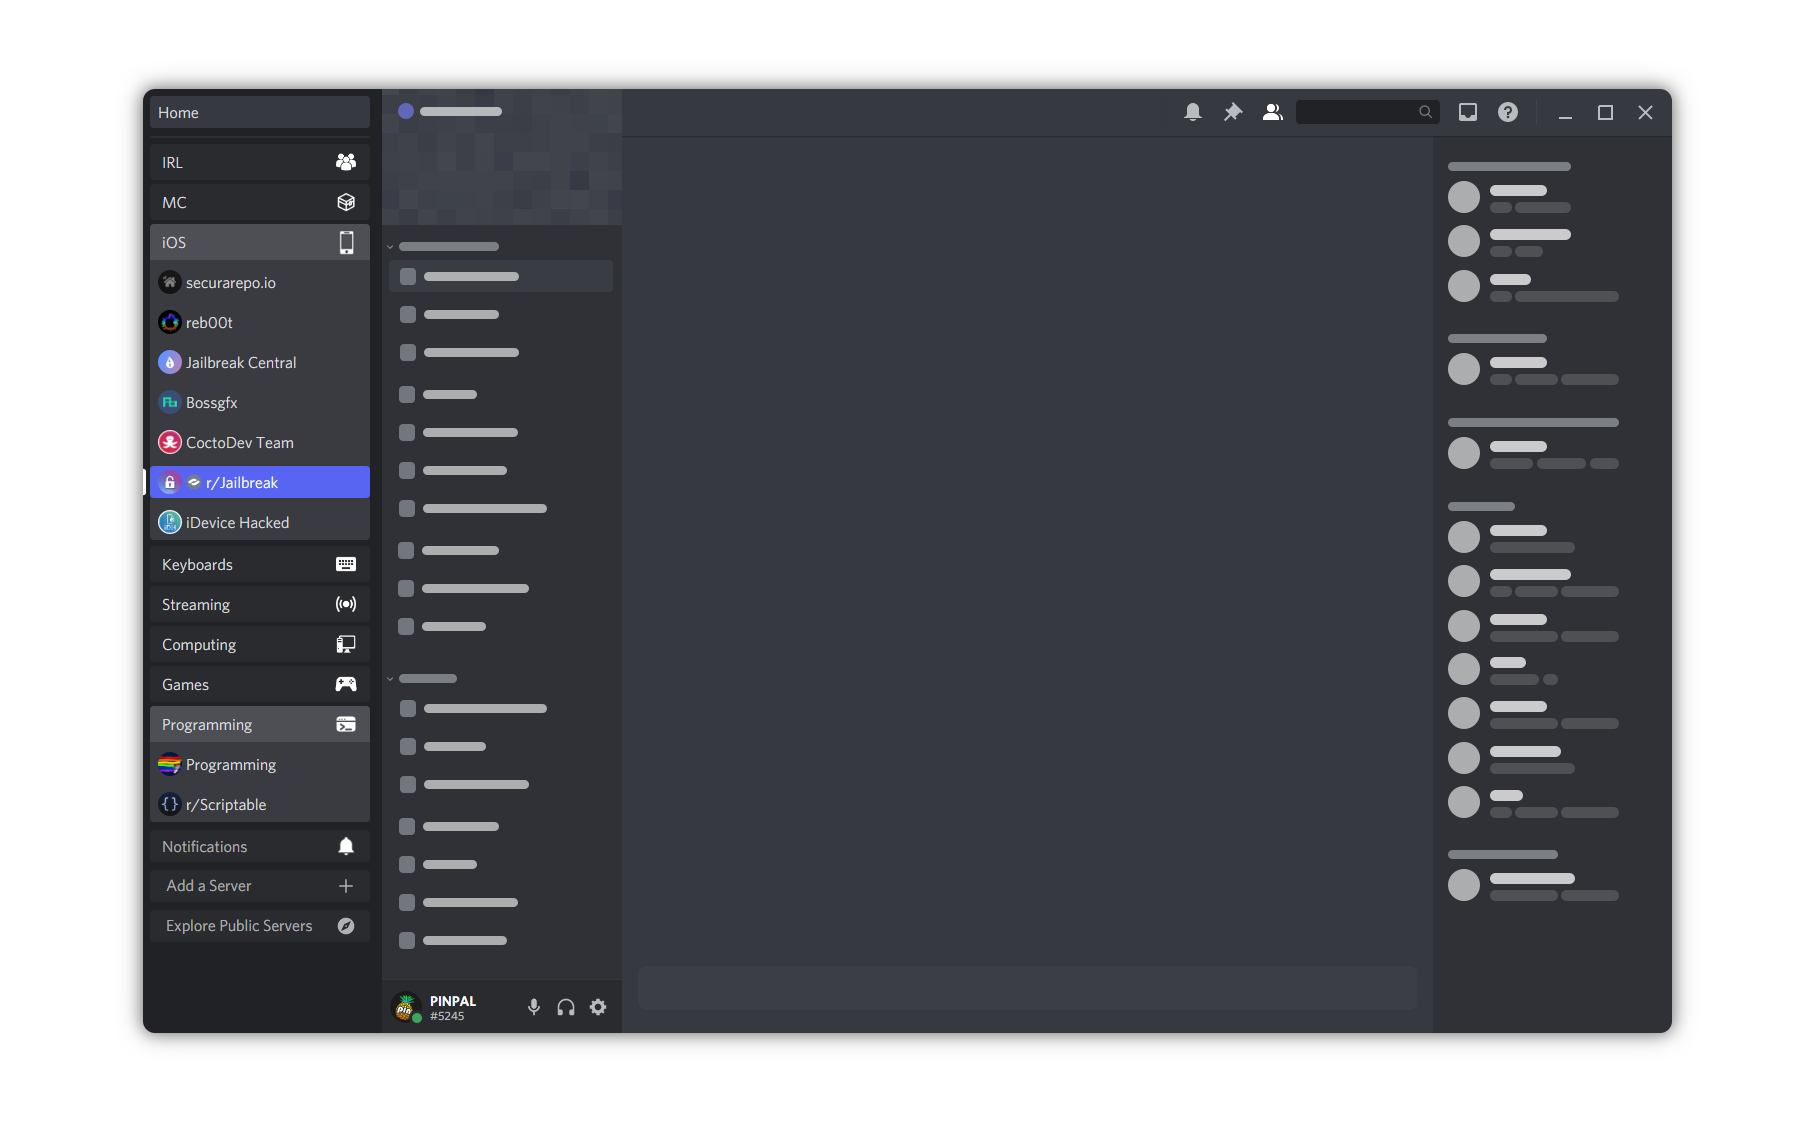 Home
IRL
MC
iOS
securarepo.io
reb00t
Jailbreak Central
Bossgfx
CoctoDev Team
r/Jailbreak
iDevice Hacked
Keyboards
Streaming
Computing
Games
Programming
Programming
r/Scriptable
Notifications
Add a Server
Explore Public Servers
PINPAL
#5245